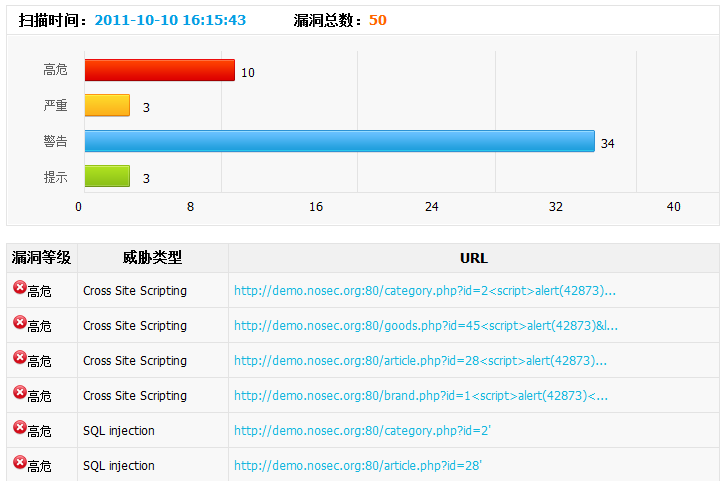 扫描时间：2011-10-10 16:15:43 漏洞总数：50
高危 10
严重 3
警告 34
提示 3
0 8 16 24 32 40
漏洞等级 威胁类型 URL
高危 Cross Site Scripting http://demo.nosec.org:80/category.php?id=2<script>alert(42873)...
高危 Cross Site Scripting http://demo.nosec.org:80/goods.php?id=45<script>alert(42873)&l...
高危 Cross Site Scripting http://demo.nosec.org:80/article.php?id=28<script>alert(42873)...
高危 Cross Site Scripting http://demo.nosec.org:80/brand.php?id=1<script>alert(42873)<...
高危 SQL injection http://demo.nosec.org:80/category.php?id=2'
高危 SQL injection http://demo.nosec.org:80/article.php?id=28'